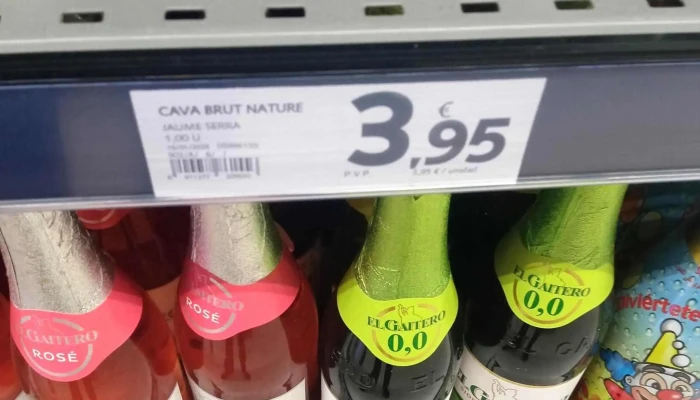 CAVA BRUT NATURE
JAUME SERRA
1,00 U.
3,95
€
P.V.P.
3,95 € / unidad
EL GAITERO
ROSÉ
GAITERO
ROSÉ
EL GAITERO
0,0
EL GAITERO
0,0
EL GA
diviértete